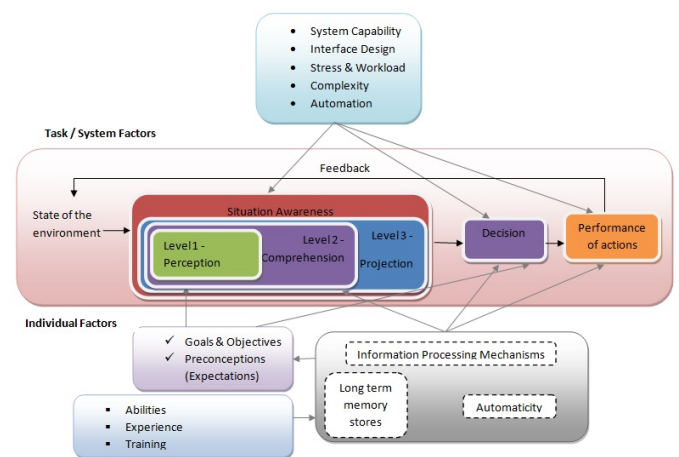 System Capability
Interface Design
Stress & Workload
Complexity
Automation
Task / System Factors
Feedback
State of the
environment
Situation Awareness
Level 1 -
Perception
Level 2 -
Comprehension
Level 3 -
Projection
Decision
Performance
of actions
Individual Factors
Goals & Objectives
Preconceptions
(Expectations)
Information Processing Mechanisms
Long term
memory
stores
Automaticity
Abilities
Experience
Training